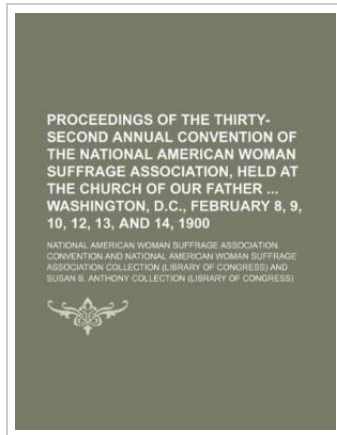 PROCEEDINGS OF THE THIRTY-
SECOND ANNUAL CONVENTION OF
THE NATIONAL AMERICAN WOMAN
SUFFRAGE ASSOCIATION, HELD AT
THE CHURCH OF OUR FATHER ...
WASHINGTON, D.C., FEBRUARY 8, 9,
10, 12, 13, AND 14, 1900
NATIONAL AMERICAN WOMAN SUFFRAGE ASSOCIATION.
CONVENTION AND NATIONAL AMERICAN WOMAN SUFFRAGE
ASSOCIATION COLLECTION (LIBRARY OF CONGRESS) AND
SUSAN B. ANTHONY COLLECTION (LIBRARY OF CONGRESS)